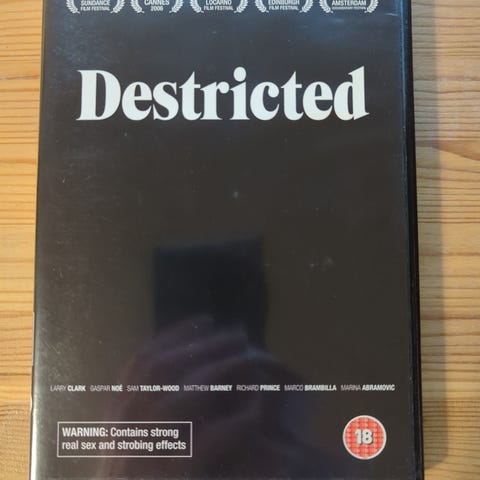 SUNDANCE CANNES LOCARNO EDINBURGH AMSTERDAM
FILM FESTIVAL 2006 FILM FESTIVAL FILM FESTIVAL
Destricted
LARRY CLARK GASPAR NOÉ SAM TAYLOR-WOOD MATTHEW BARNEY RICHARD PRINCE MARCO BRAMBILLA MARINA ABRAMOVIC
WARNING: Contains strong
real sex and strobing effects
18